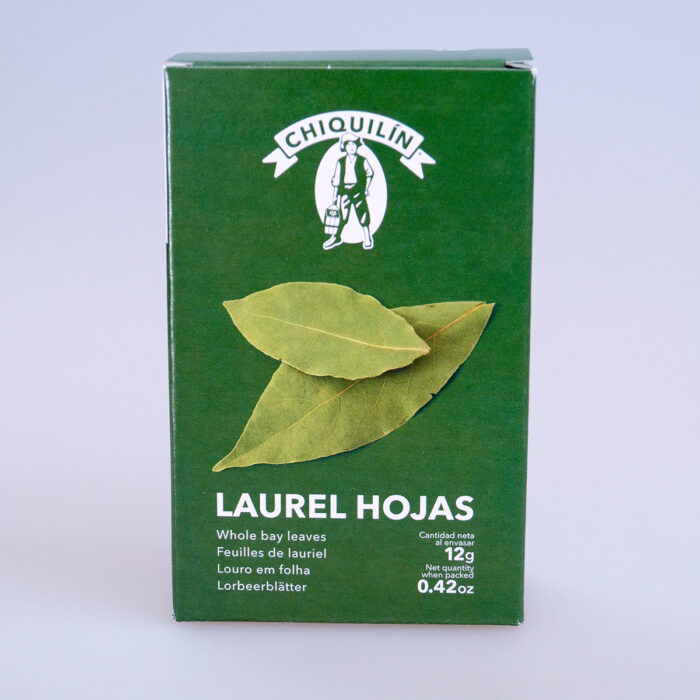 CHIQUILÍN
LAUREL HOJAS
Whole bay leaves
Feuilles de lauriel
Louro em folha
Lorbeerblätter
Cantidad neta
al envasar
12g
Net quantity
when packed
0.42oz